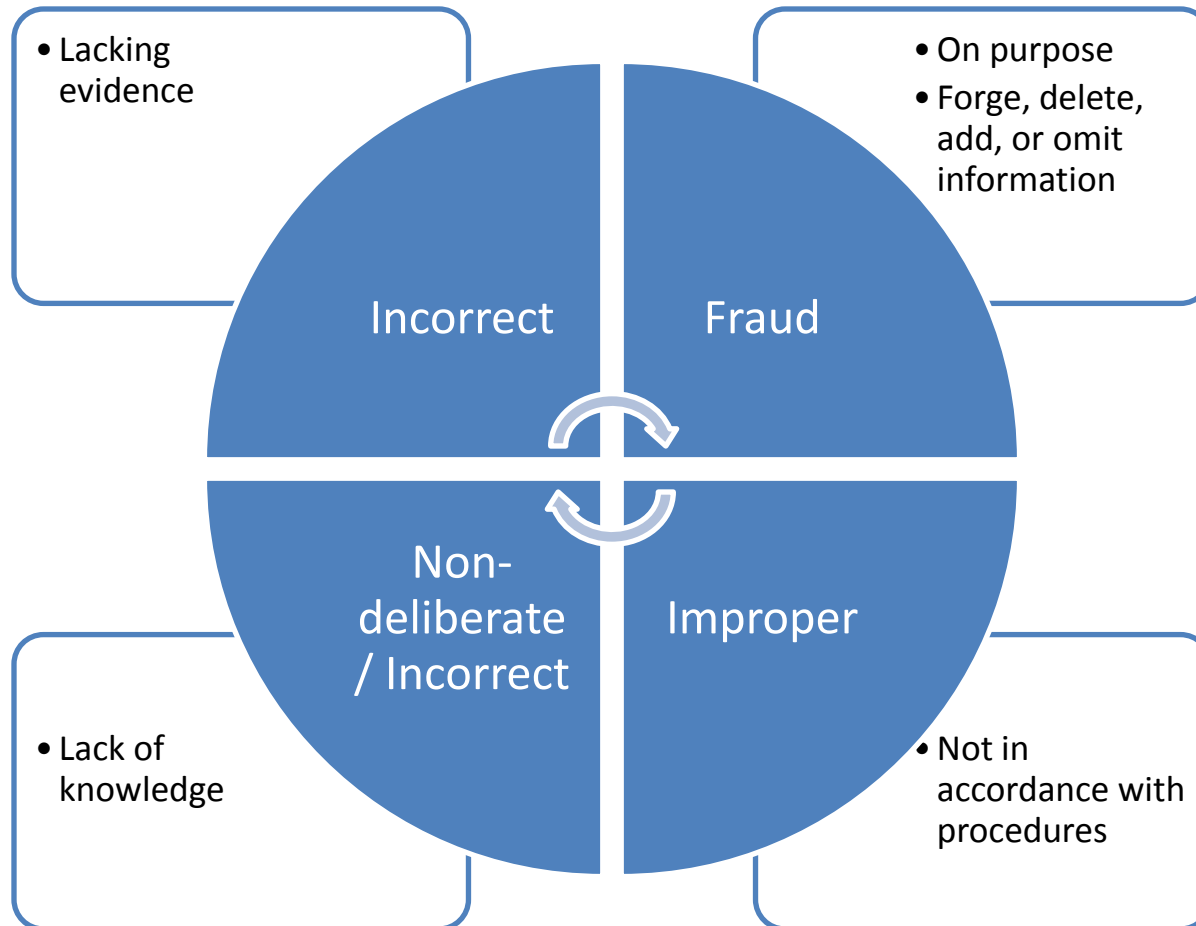 • Lacking
evidence
• On purpose
• Forge, delete,
add, or omit
information
Incorrect
Fraud
Non-
deliberate
/ Incorrect
Improper
• Lack of
knowledge
• Not in
accordance with
procedures